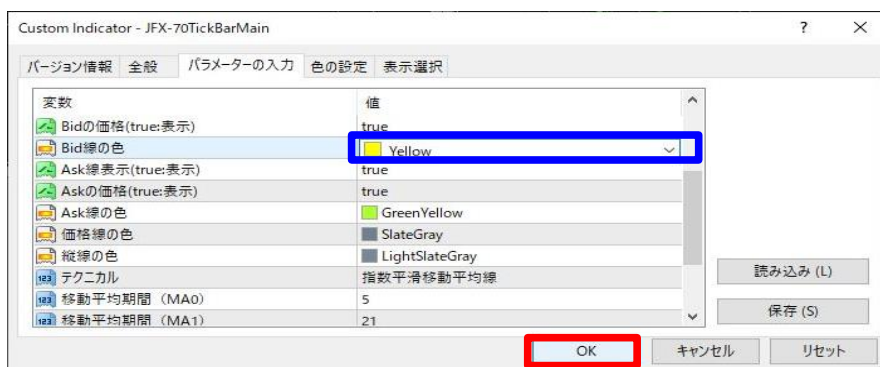 Custom Indicator - JFX-70TickBarMain
バージョン情報 全般 パラメーターの入力 色の設定 表示選択
変数 値
Bidの価格(true:表示) true
Bid線の色 Yellow
Ask線表示(true:表示) true
Askの価格(true:表示) true
Ask線の色 GreenYellow
価格線の色 SlateGray
縦線の色 LightSlateGray
123 テクニカル 指数平滑移動平均線
123 移動平均期間（MA0） 5
123 移動平均期間（MA1） 21
読み込み (L)
保存 (S)
OK キャンセル リセット